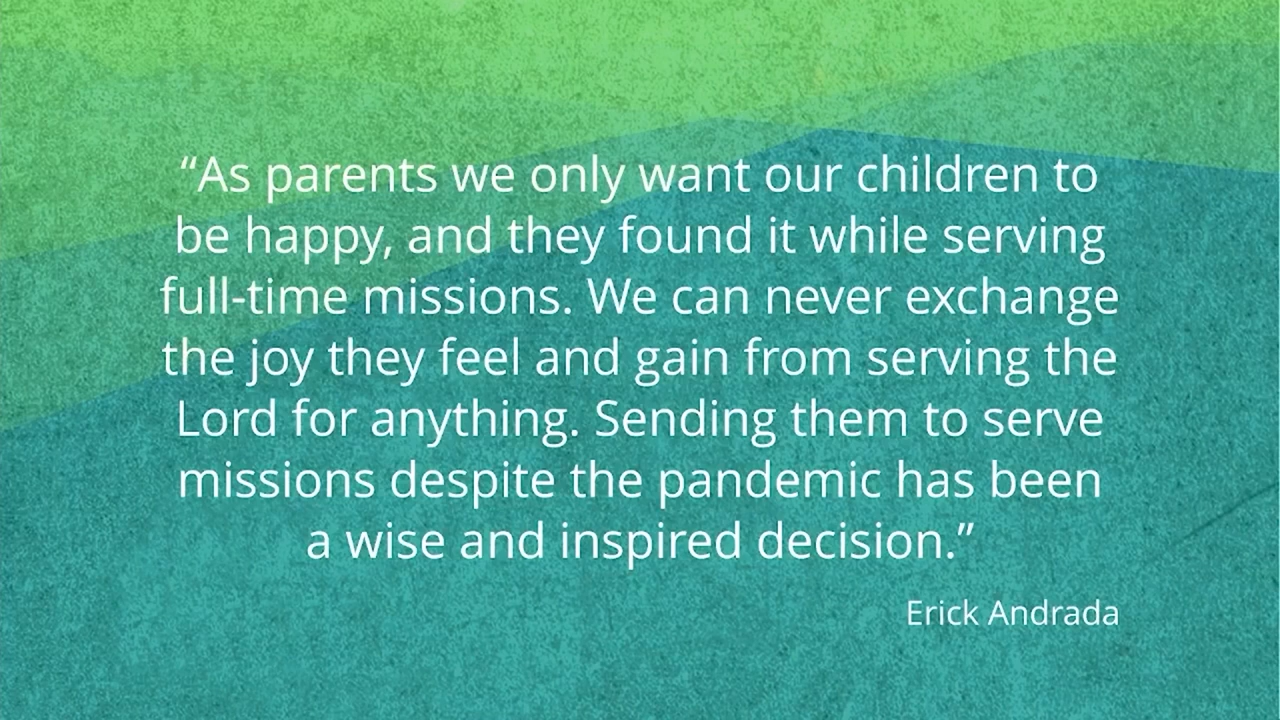 “As parents we only want our children to
be happy, and they found it while serving
full-time missions. We can never exchange
the joy they feel and gain from serving the
Lord for anything. Sending them to serve
missions despite the pandemic has been
a wise and inspired decision.”
Erick Andrada